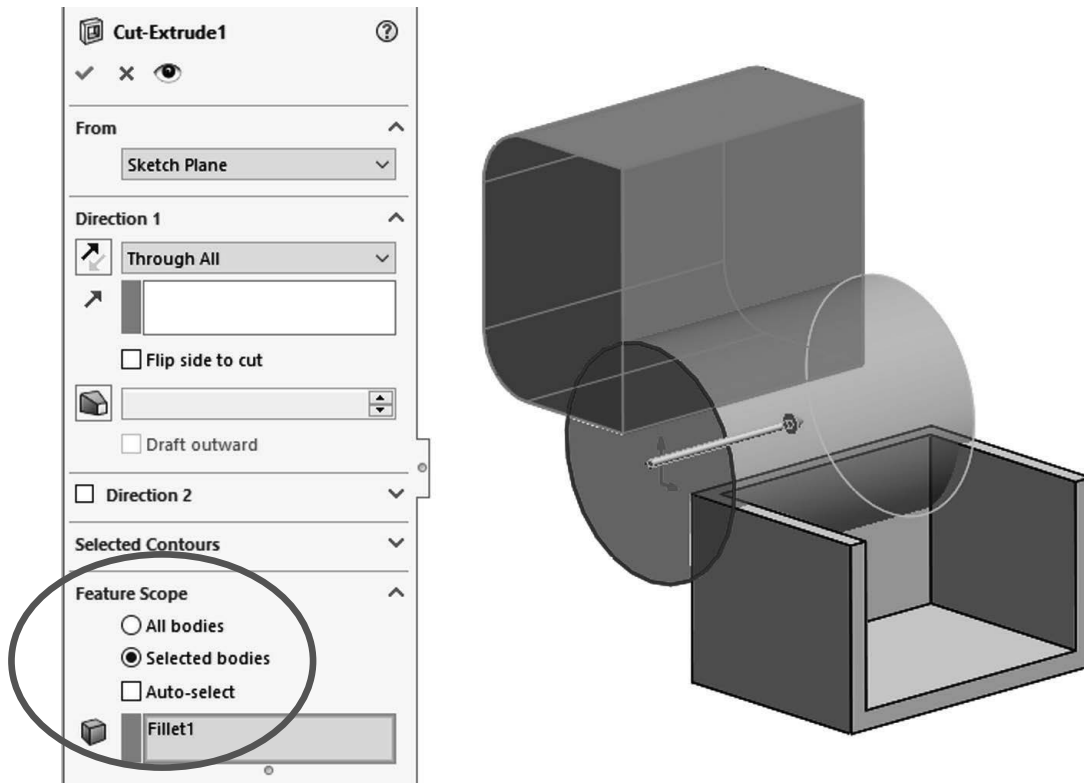 Cut-Extrude1
From
Sketch Plane
Direction 1
Through All
Flip side to cut
Draft outward
Direction 2
Selected Contours
Feature Scope
All bodies
Selected bodies
Auto-select
Fillet1